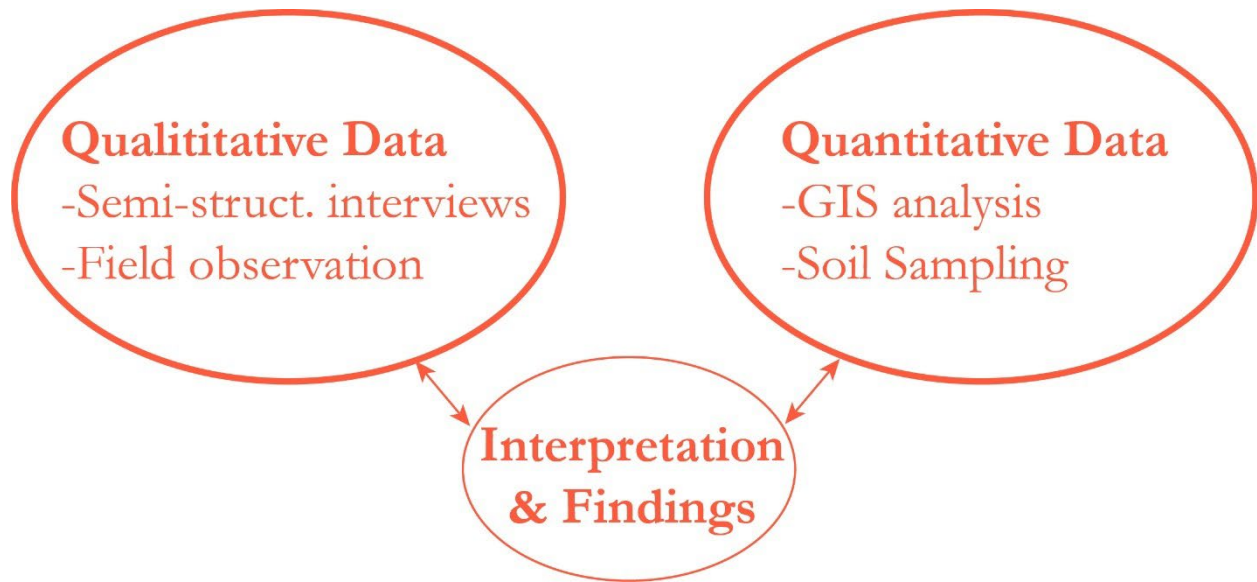 Qualititative Data
-Semi-struct. interviews
-Field observation
Quantitative Data
-GIS analysis
-Soil Sampling
Interpretation
& Findings